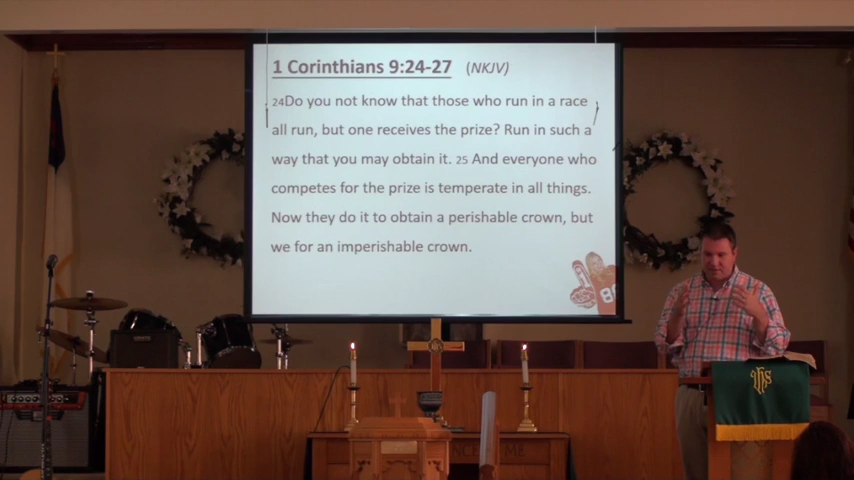 1 Corinthians 9:24-27 (NKJV)
24Do you not know that those who run in a race
all run, but one receives the prize? Run in such a
way that you may obtain it. 25 And everyone who
competes for the prize is temperate in all things.
Now they do it to obtain a perishable crown, but
we for an imperishable crown.
IHS